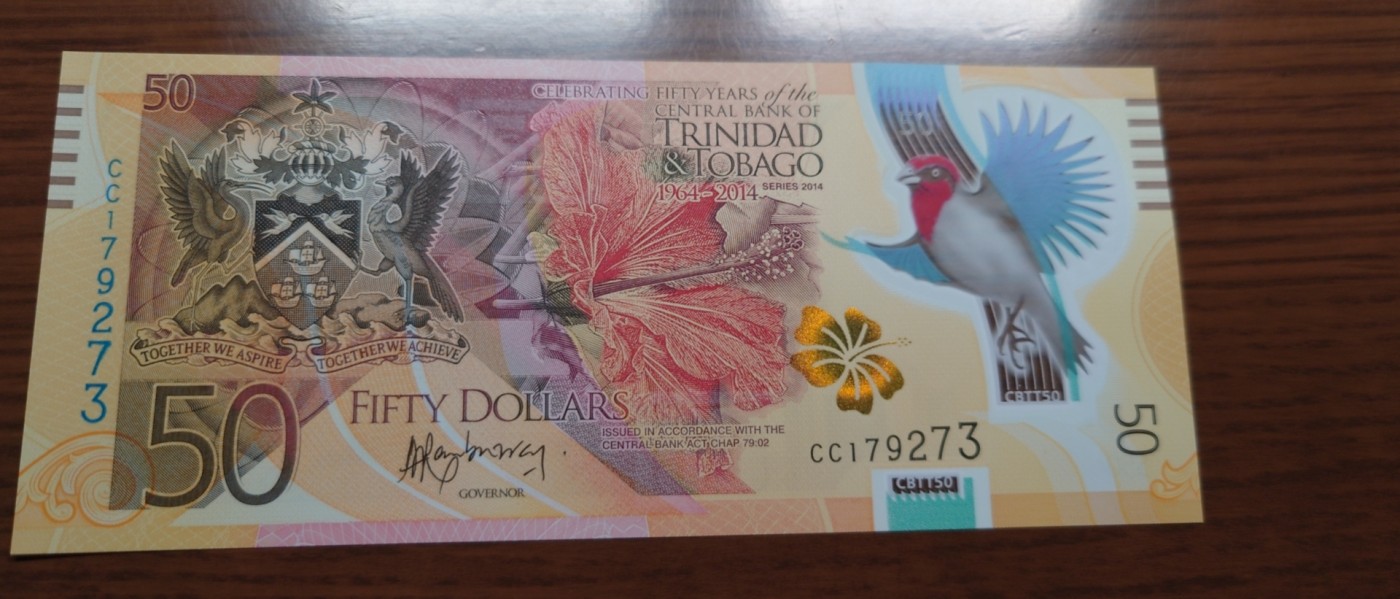 50
CELEBRATING FIFTY YEARS of the
CENTRAL BANK OF
TRINIDAD
& TOBAGO
1964-2014 SERIES 2014
50
CC179273
TOGETHER WE ASPIRE TOGETHER WE ACHIEVE
50
FIFTY DOLLARS
ISSUED IN ACCORDANCE WITH THE
CENTRAL BANK ACT CHAP 79:02
GOVERNOR
CBTT50
CC179273
50
CBTT50